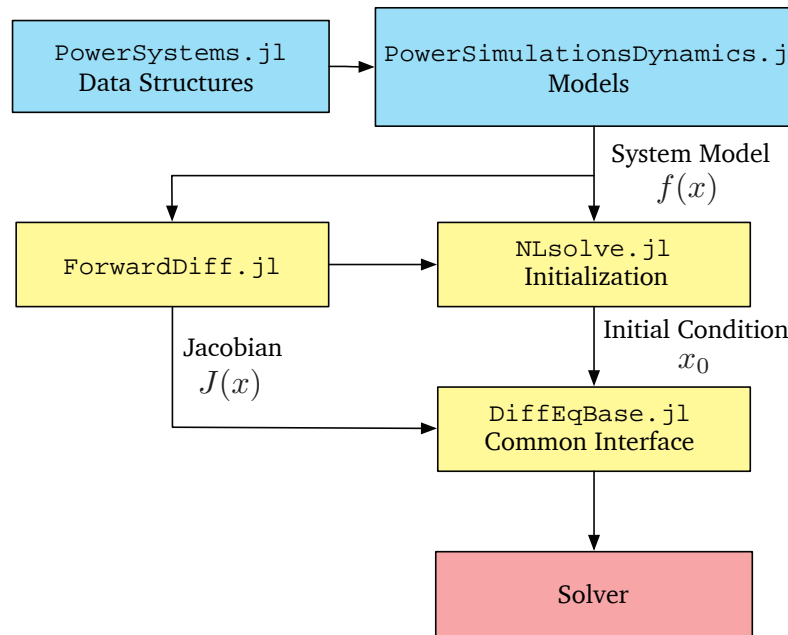 PowerSystems.jl
Data Structures
PowerSimulationsDynamics.j
Models
System Model
f(x)
ForwardDiff.jl
NLsolve.jl
Initialization
Jacobian
J(x)
Initial Condition
x₀
DiffEqBase.jl
Common Interface
Solver